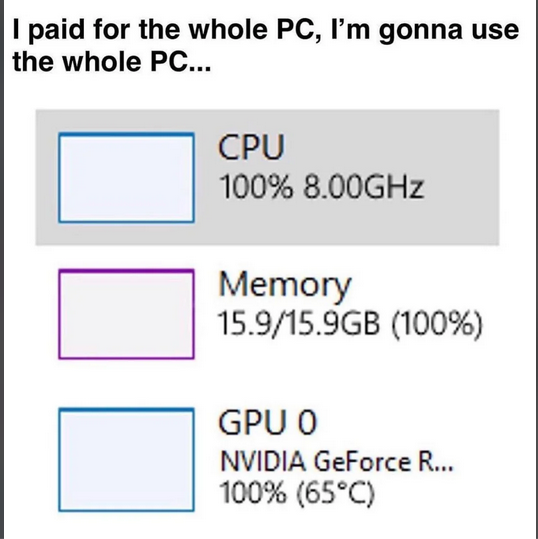 I paid for the whole PC, I’m gonna use
the whole PC...
CPU
100% 8.00GHz
Memory
15.9/15.9GB (100%)
GPU 0
NVIDIA GeForce R...
100% (65°C)